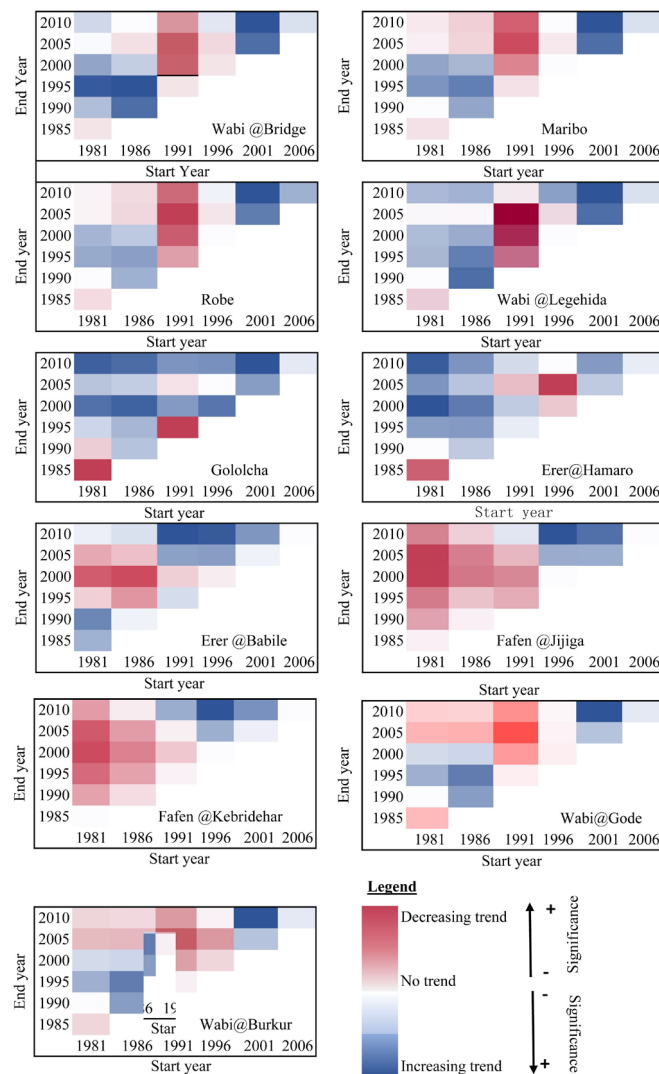 2010
2005
2000
1995
1990
1985
End Year
Wabi @Bridge
1981 1986 1991 1996 2001 2006
Start Year
2010
2005
2000
1995
1990
1985
End year
Maribo
1981 1986 1991 1996 2001 2006
Start year
2010
2005
2000
1995
1990
1985
End year
Robe
1981 1986 1991 1996 2001 2006
Start year
2010
2005
2000
1995
1990
1985
End year
Wabi @Legehida
1981 1986 1991 1996 2001 2006
Start year
2010
2005
2000
1995
1990
1985
End year
Gololcha
1981 1986 1991 1996 2001 2006
Start year
2010
2005
2000
1995
1990
1985
End year
Erer@Hamaro
1981 1986 1991 1996 2001 2006
Start year
2010
2005
2000
1995
1990
1985
End year
Erer @Babile
1981 1986 1991 1996 2001 2006
Start year
2010
2005
2000
1995
1990
1985
End year
Fafen @Jijiga
1981 1986 1991 1996 2001 2006
Start year
2010
2005
2000
1995
1990
1985
End year
Fafen @Kebridehar
1981 1986 1991 1996 2001 2006
Start year
2010
2005
2000
1995
1990
1985
End year
Wabi@Gode
1981 1986 1991 1996 2001 2006
Start year
2010
2005
2000
1995
1990
1985
End year
36 19
Star
Wabi@Burkur
1981 1986 1991 1996 2001 2006
Start year
Legend
Decreasing trend
No trend
Increasing trend
+
Significance
-
-
Significance
+